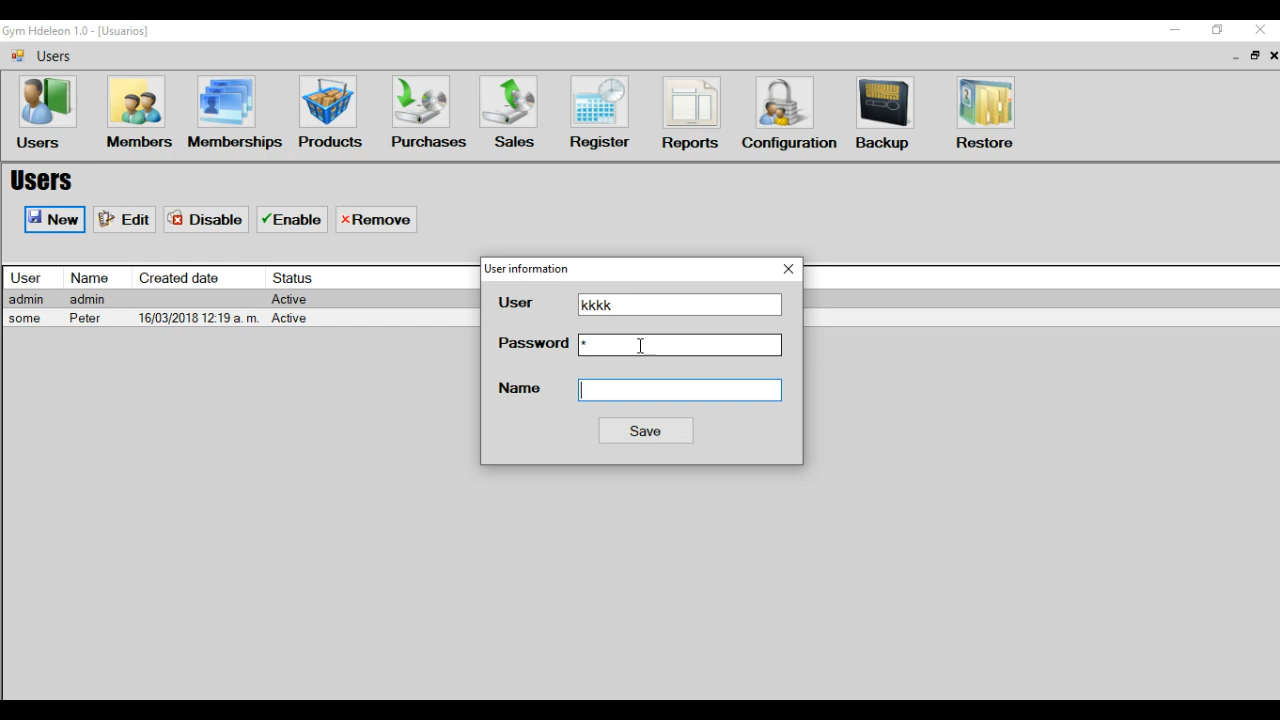 Gym Hdeleon 1.0 - [Usuarios]
Users
Users Members Memberships Products Purchases Sales Register Reports Configuration Backup Restore
Users
New Edit Disable Enable Remove
User Name Created date Status
admin admin Active
some Peter 16/03/2018 12:19 a. m. Active
User information
User kkkk
Password *
Name
Save